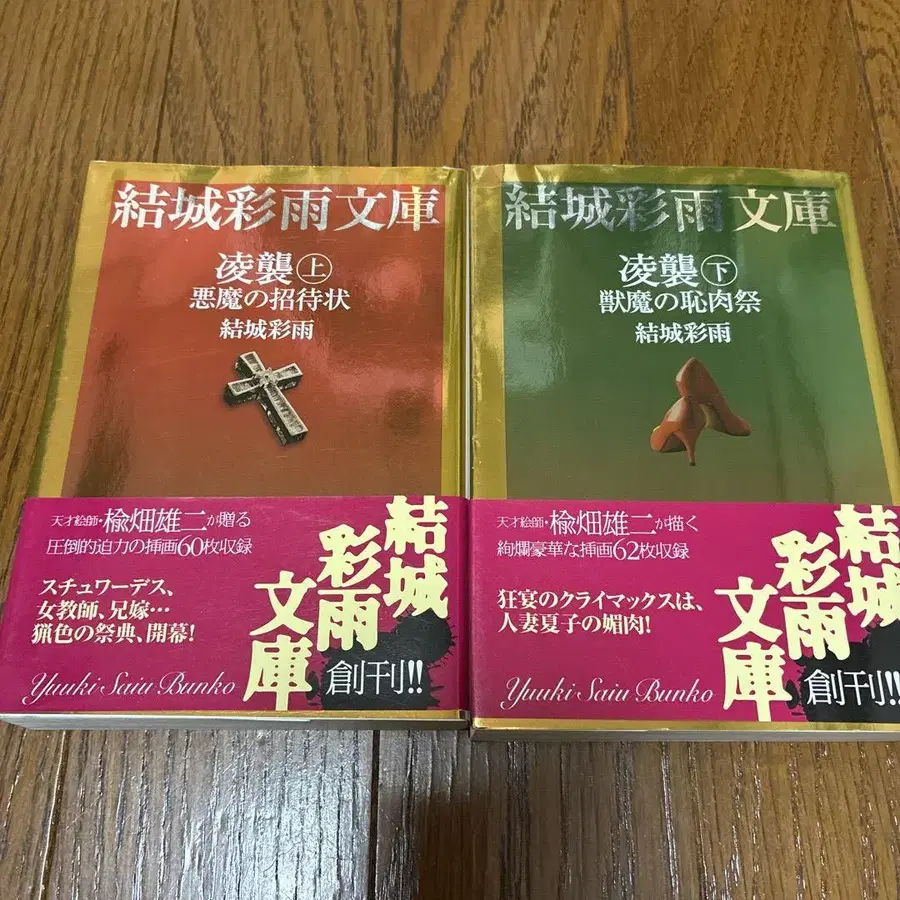 結城彩雨文庫
凌襲㊤
悪魔の招待状
結城彩雨
天才絵師・楡畑雄二が贈る
圧倒的迫力の挿画60枚収録
スチュワーデス、
女教師、兄嫁…
猟色の祭典、開幕!
Yuuki Saiu Bunko
結城
彩雨
文庫
創刊!!
結城彩雨文庫
凌襲㊦
獣魔の恥肉祭
結城彩雨
天才絵師・楡畑雄二が描く
絢爛豪華な挿画62枚収録
狂宴のクライマックスは、
人妻夏子の媚肉!
Yuuki Saiu Bunko
結城
彩雨
文庫
創刊!!